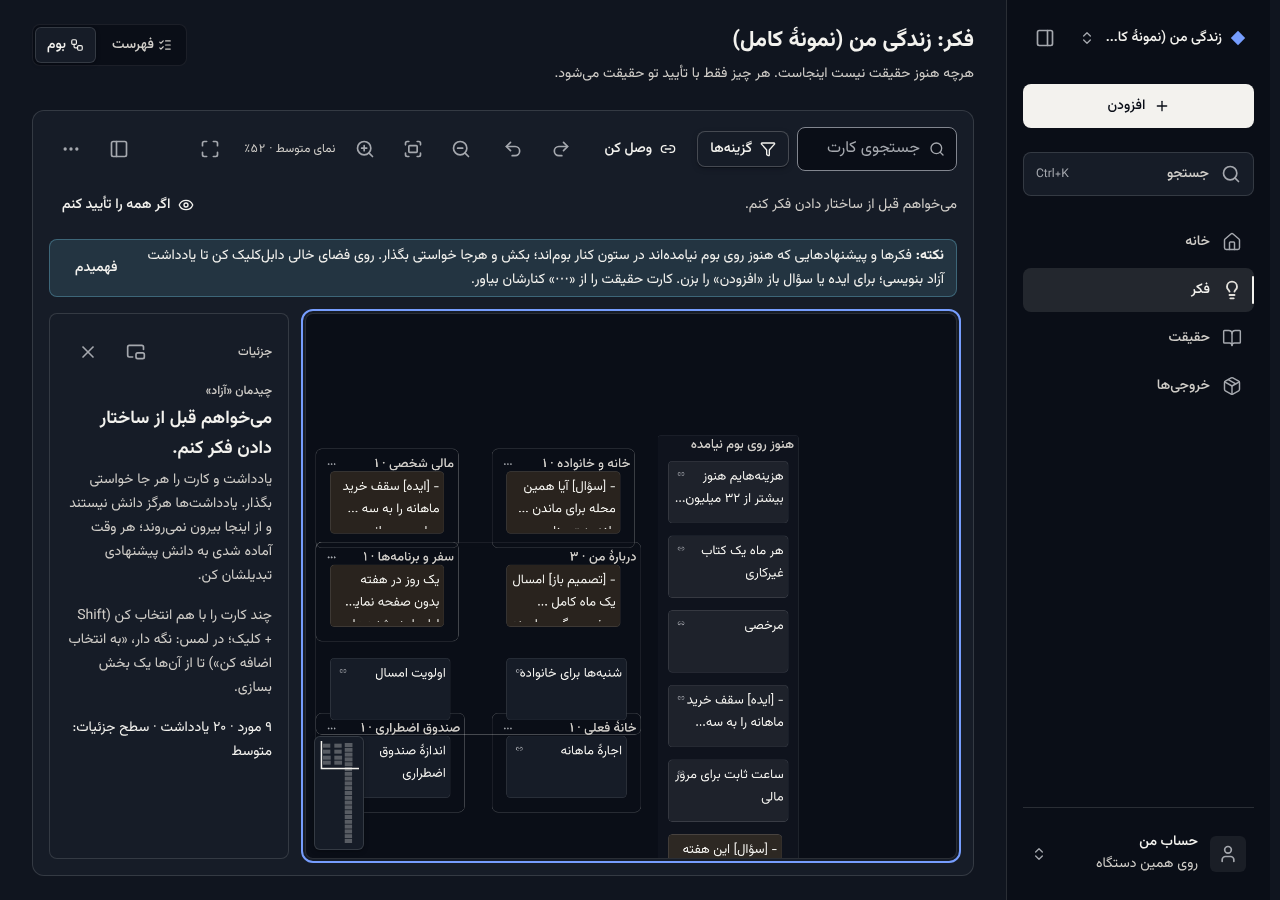 زندگی من (نمونهٔ کا...
افزودن
جستجو
Ctrl+K
خانه
فکر
حقیقت
خروجی‌ها
حساب من
روی همین دستگاه
فکر: زندگی من (نمونهٔ کامل)
هرچه هنوز حقیقت نیست اینجاست. هر چیز فقط با تأیید تو حقیقت می‌شود.
فهرست
بوم
جستجوی کارت
گزینه‌ها
وصل کن
نمای متوسط · ۵۲٪
می‌خواهم قبل از ساختار دادن فکر کنم.
اگر همه را تأیید کنم
نکته: فکرها و پیشنهادهایی که هنوز روی بوم نیامده‌اند در ستون کنار بوم‌اند؛ بکش و هرجا خواستی بگذار. روی فضای خالی دابل‌کلیک کن تا یادداشت
آزاد بنویسی؛ برای ایده یا سؤال باز «افزودن» را بزن. کارت حقیقت را از «···» کنارشان بیاور.
فهمیدم
هنوز روی بوم نیامده
هزینه‌هایم هنوز
بیشتر از ۳۲ میلیون...
هر ماه یک کتاب
غیرکاری
مرخصی
- [ایده] سقف خرید
ماهانه را به سه...
ساعت ثابت برای مرور
مالی
- [سؤال] این هفته
خانه و خانواده · ۱
- [سؤال] آیا همین
محله برای ماندن ...
دربارهٔ من · ۳
- [تصمیم باز] امسال
یک ماه کامل ...
شنبه‌ها برای خانواده
خانهٔ فعلی · ۱
اجارهٔ ماهانه
مالی شخصی · ۱
- [ایده] سقف خرید
ماهانه را به سه ...
سفر و برنامه‌ها · ۱
یک روز در هفته
بدون صفحه نمای...
اولویت امسال
صندوق اضطراری · ۱
اندازهٔ صندوق
اضطراری
جزئیات
چیدمان «آزاد»
می‌خواهم قبل از ساختار
دادن فکر کنم.
یادداشت و کارت را هر جا خواستی
بگذار. یادداشت‌ها هرگز دانش نیستند
و از اینجا بیرون نمی‌روند؛ هر وقت
آماده شدی به دانش پیشنهادی
تبدیلشان کن.
چند کارت را با هم انتخاب کن (Shift
+ کلیک؛ در لمس: نگه دار، «به انتخاب
اضافه کن») تا از آن‌ها یک بخش
بسازی.
۹ مورد · ۲۰ یادداشت · سطح جزئیات:
متوسط